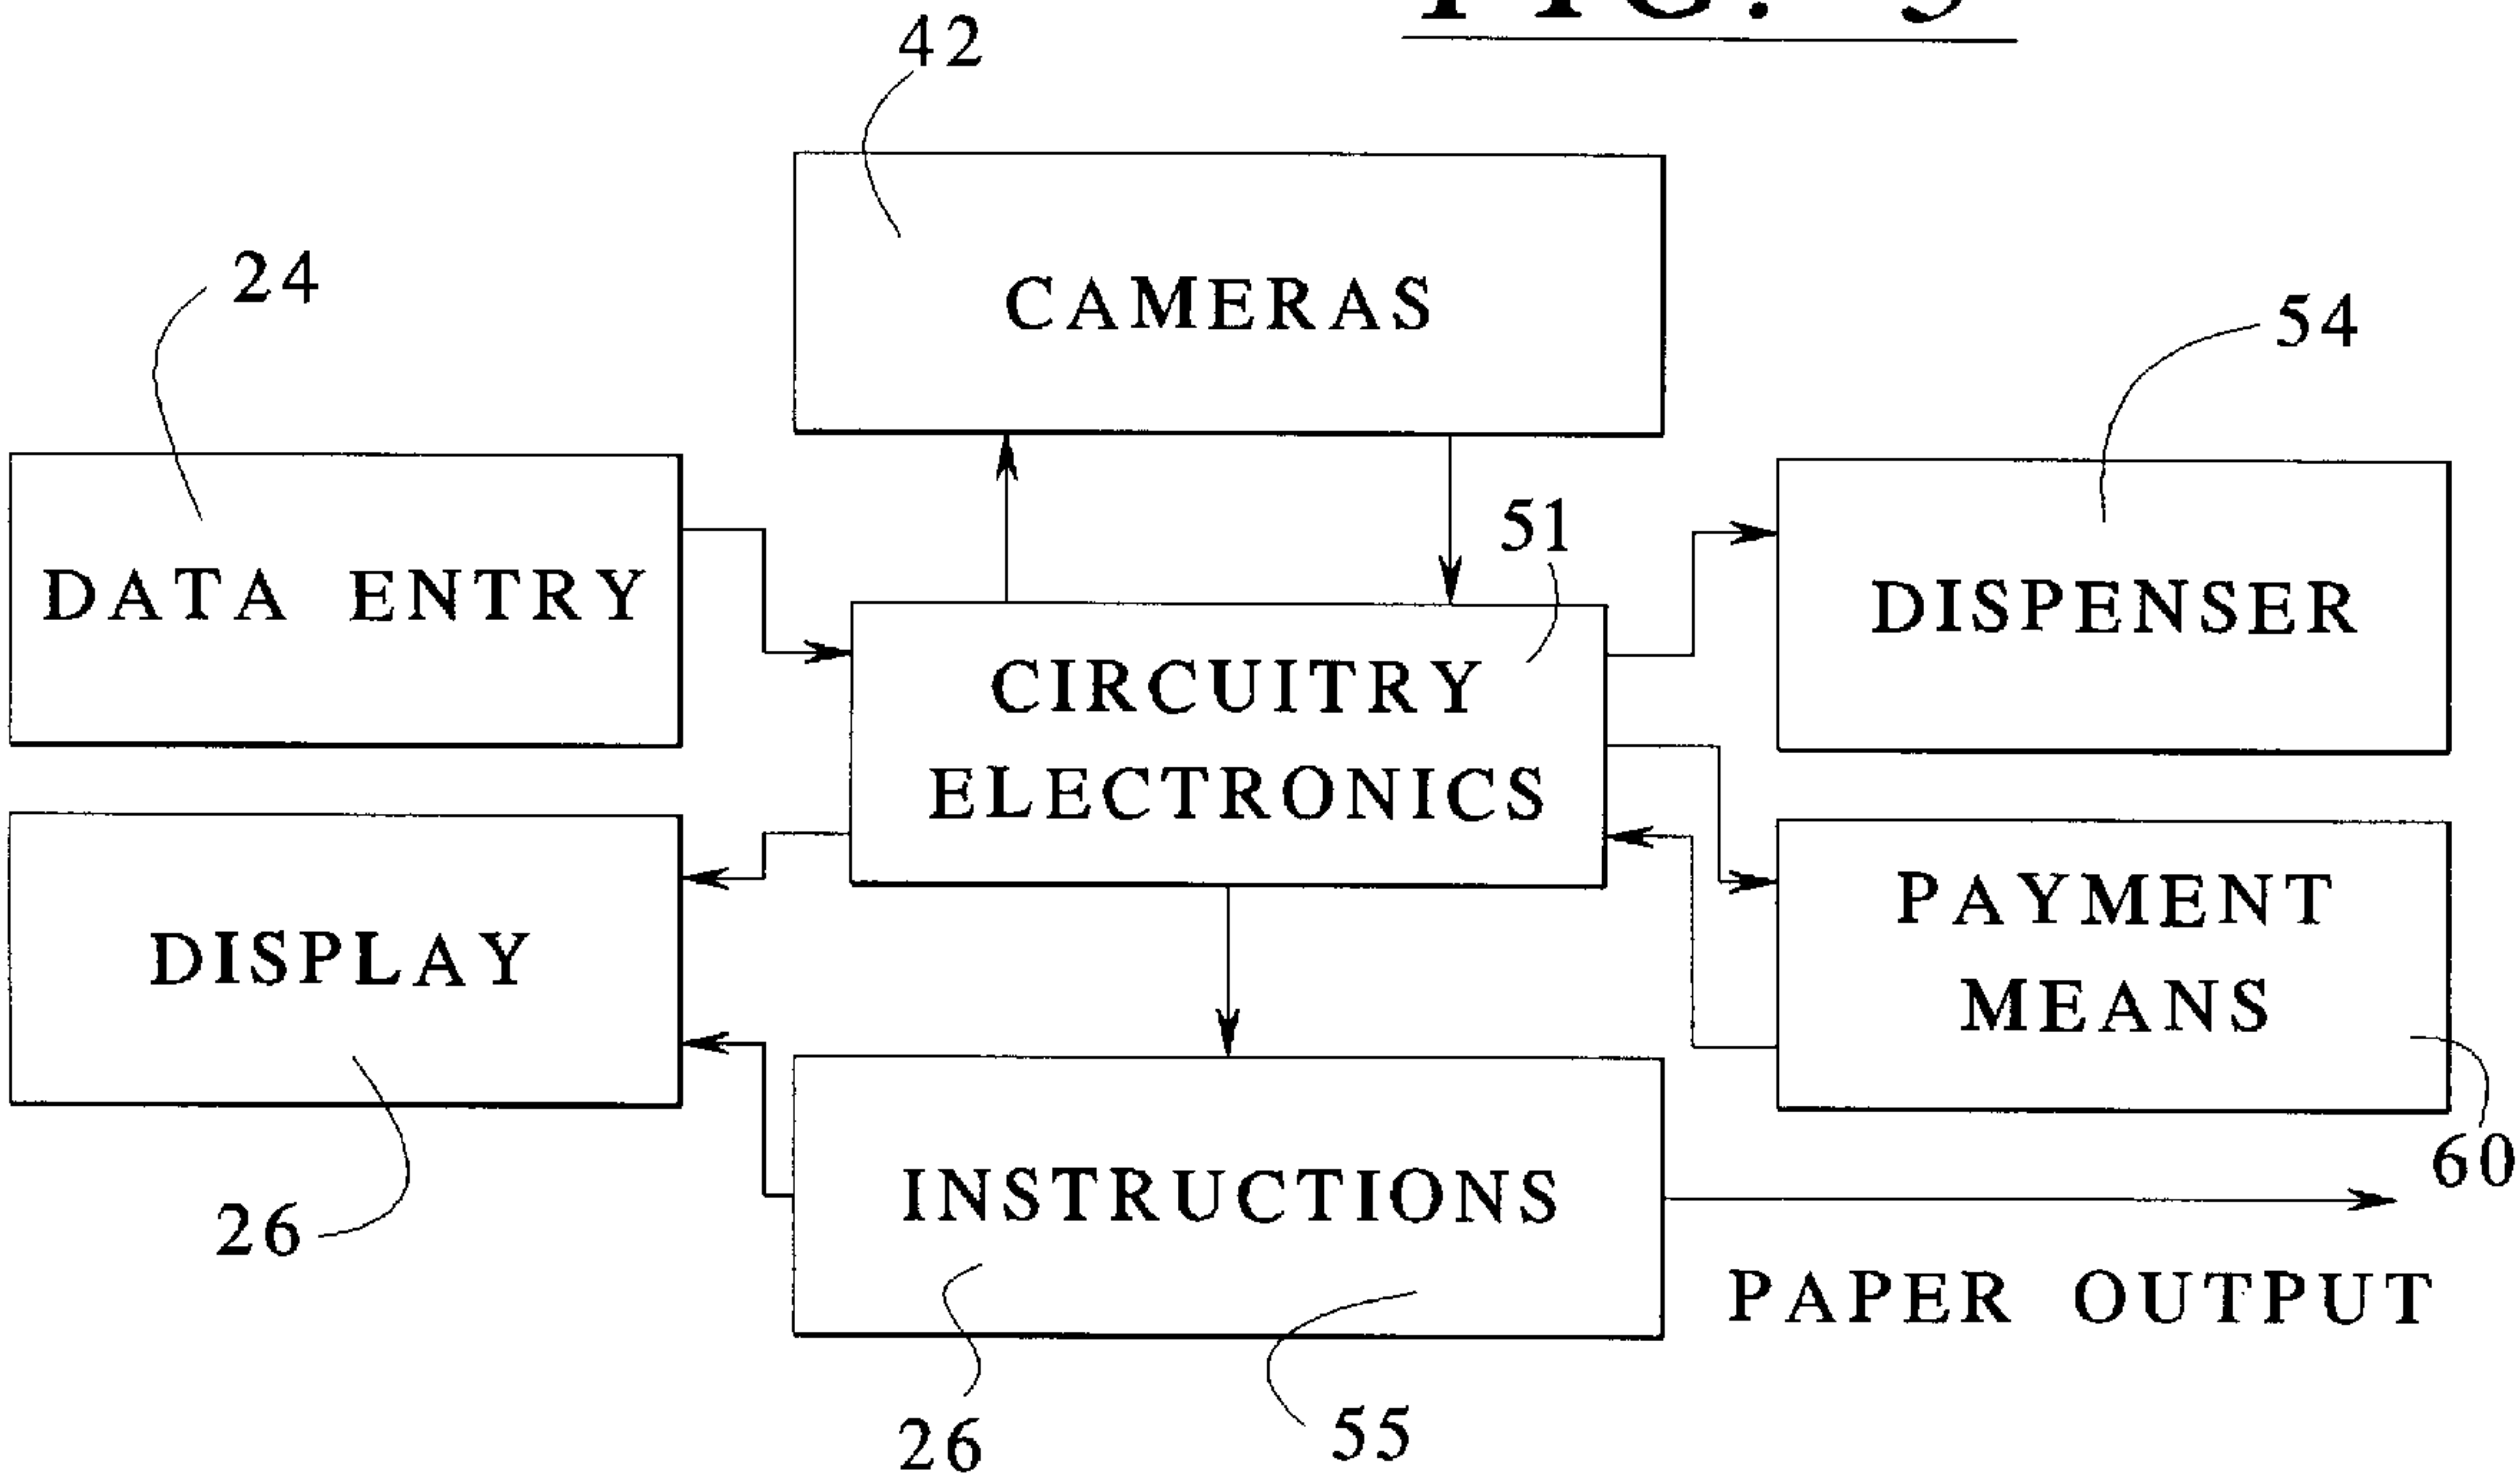 FIG.
42
24
CAMERAS
54
51
DATA ENTRY
DISPENSER
CIRCUITRY
ELECTRONICS
PAYMENT
MEANS
DISPLAY
60
INSTRUCTIONS
26
PAPER OUTPUT
26
55